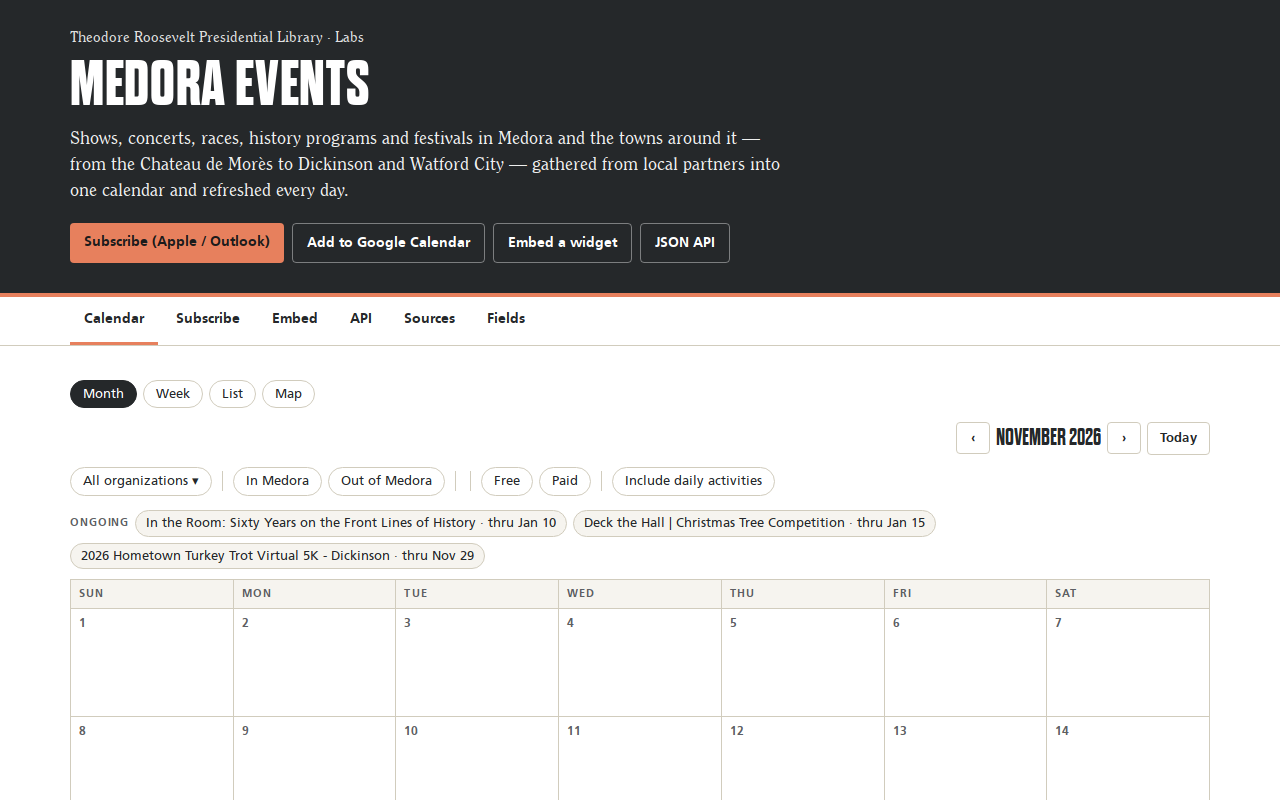 Theodore Roosevelt Presidential Library · Labs
MEDORA EVENTS
Shows, concerts, races, history programs and festivals in Medora and the towns around it —
from the Chateau de Morès to Dickinson and Watford City — gathered from local partners into
one calendar and refreshed every day.
Subscribe (Apple / Outlook) Add to Google Calendar Embed a widget JSON API
Calendar Subscribe Embed API Sources Fields
Month Week List Map
‹ NOVEMBER 2026 › Today
All organizations ▾ In Medora Out of Medora Free Paid Include daily activities
ONGOING In the Room: Sixty Years on the Front Lines of History · thru Jan 10 Deck the Hall | Christmas Tree Competition · thru Jan 15
2026 Hometown Turkey Trot Virtual 5K - Dickinson · thru Nov 29
SUN MON TUE WED THU FRI SAT
1 2 3 4 5 6 7
8 9 10 11 12 13 14